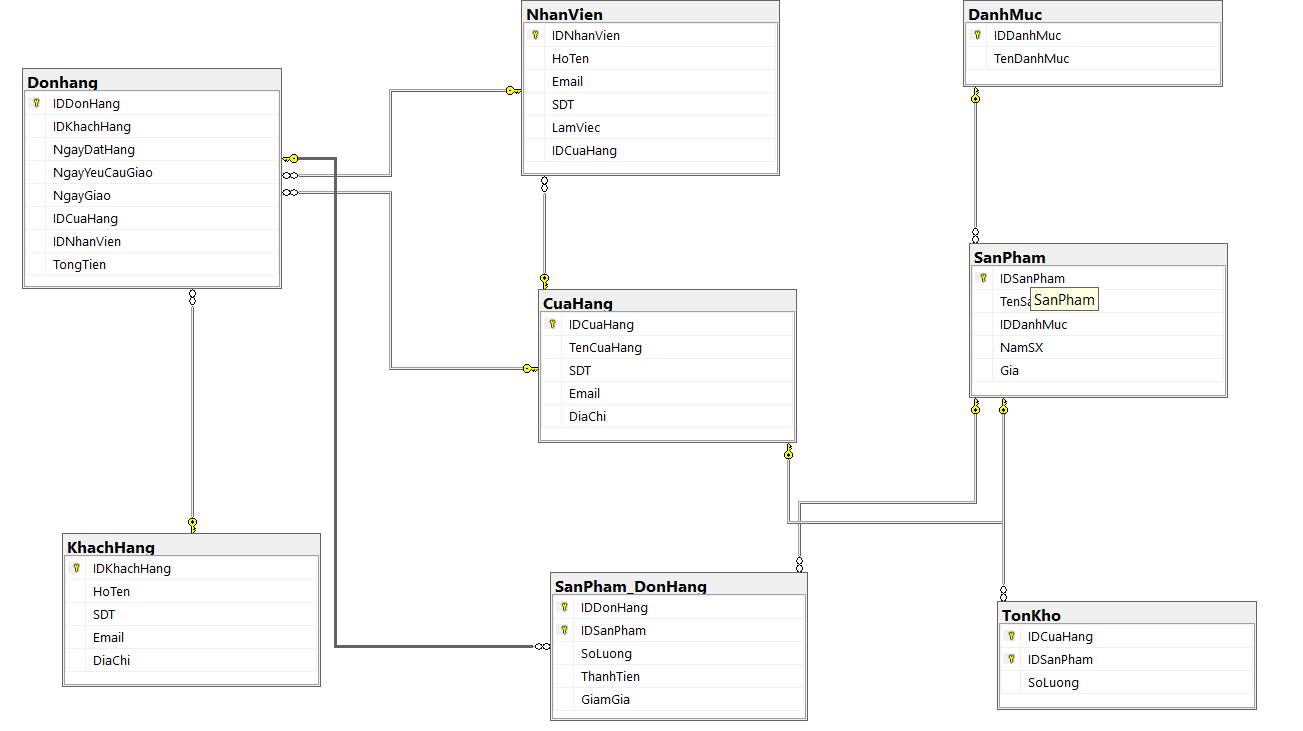 NhanVien
IDNhanVien
HoTen
Email
SDT
LamViec
IDCuaHang
DanhMuc
IDDanhMuc
TenDanhMuc
Donhang
IDDonHang
IDKhachHang
NgayDatHang
NgayYeuCauGiao
NgayGiao
IDCuaHang
IDNhanVien
TongTien
SanPham
IDSanPham
SanPham
IDDanhMuc
NamSX
Gia
CuaHang
IDCuaHang
TenCuaHang
SDT
Email
DiaChi
KhachHang
IDKhachHang
HoTen
SDT
Email
DiaChi
SanPham_DonHang
IDDonHang
IDSanPham
SoLuong
ThanhTien
GiamGia
TonKho
IDCuaHang
IDSanPham
SoLuong